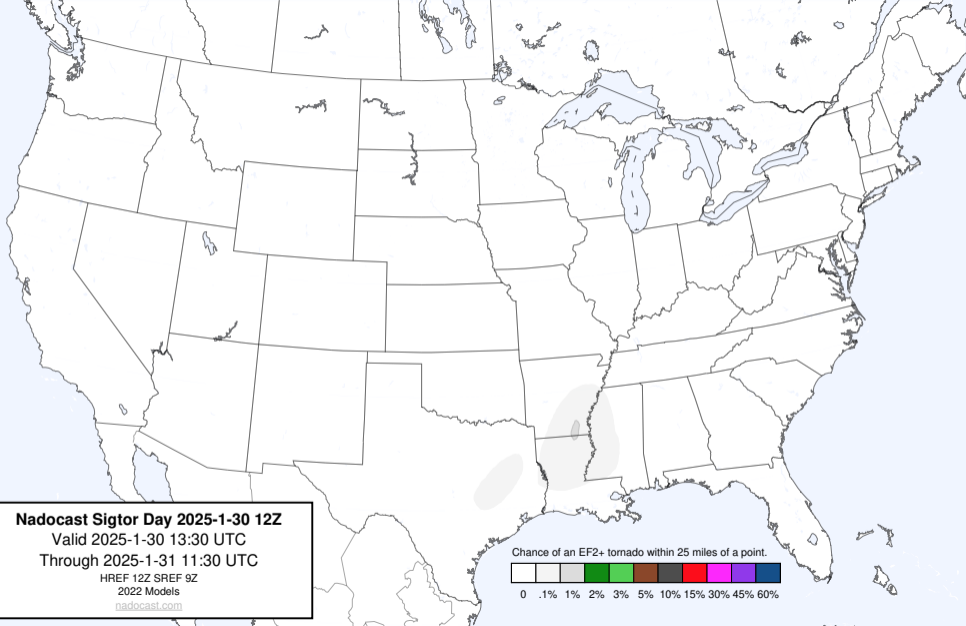 Nadocast Sigtor Day 2025-1-30 12Z
Valid 2025-1-30 13:30 UTC
Through 2025-1-31 11:30 UTC
HREF 12Z SREF 9Z
2022 Models
nadocast.com
Chance of an EF2+ tornado within 25 miles of a point.
0 .1% 1% 2% 3% 5% 10% 15% 30% 45% 60%